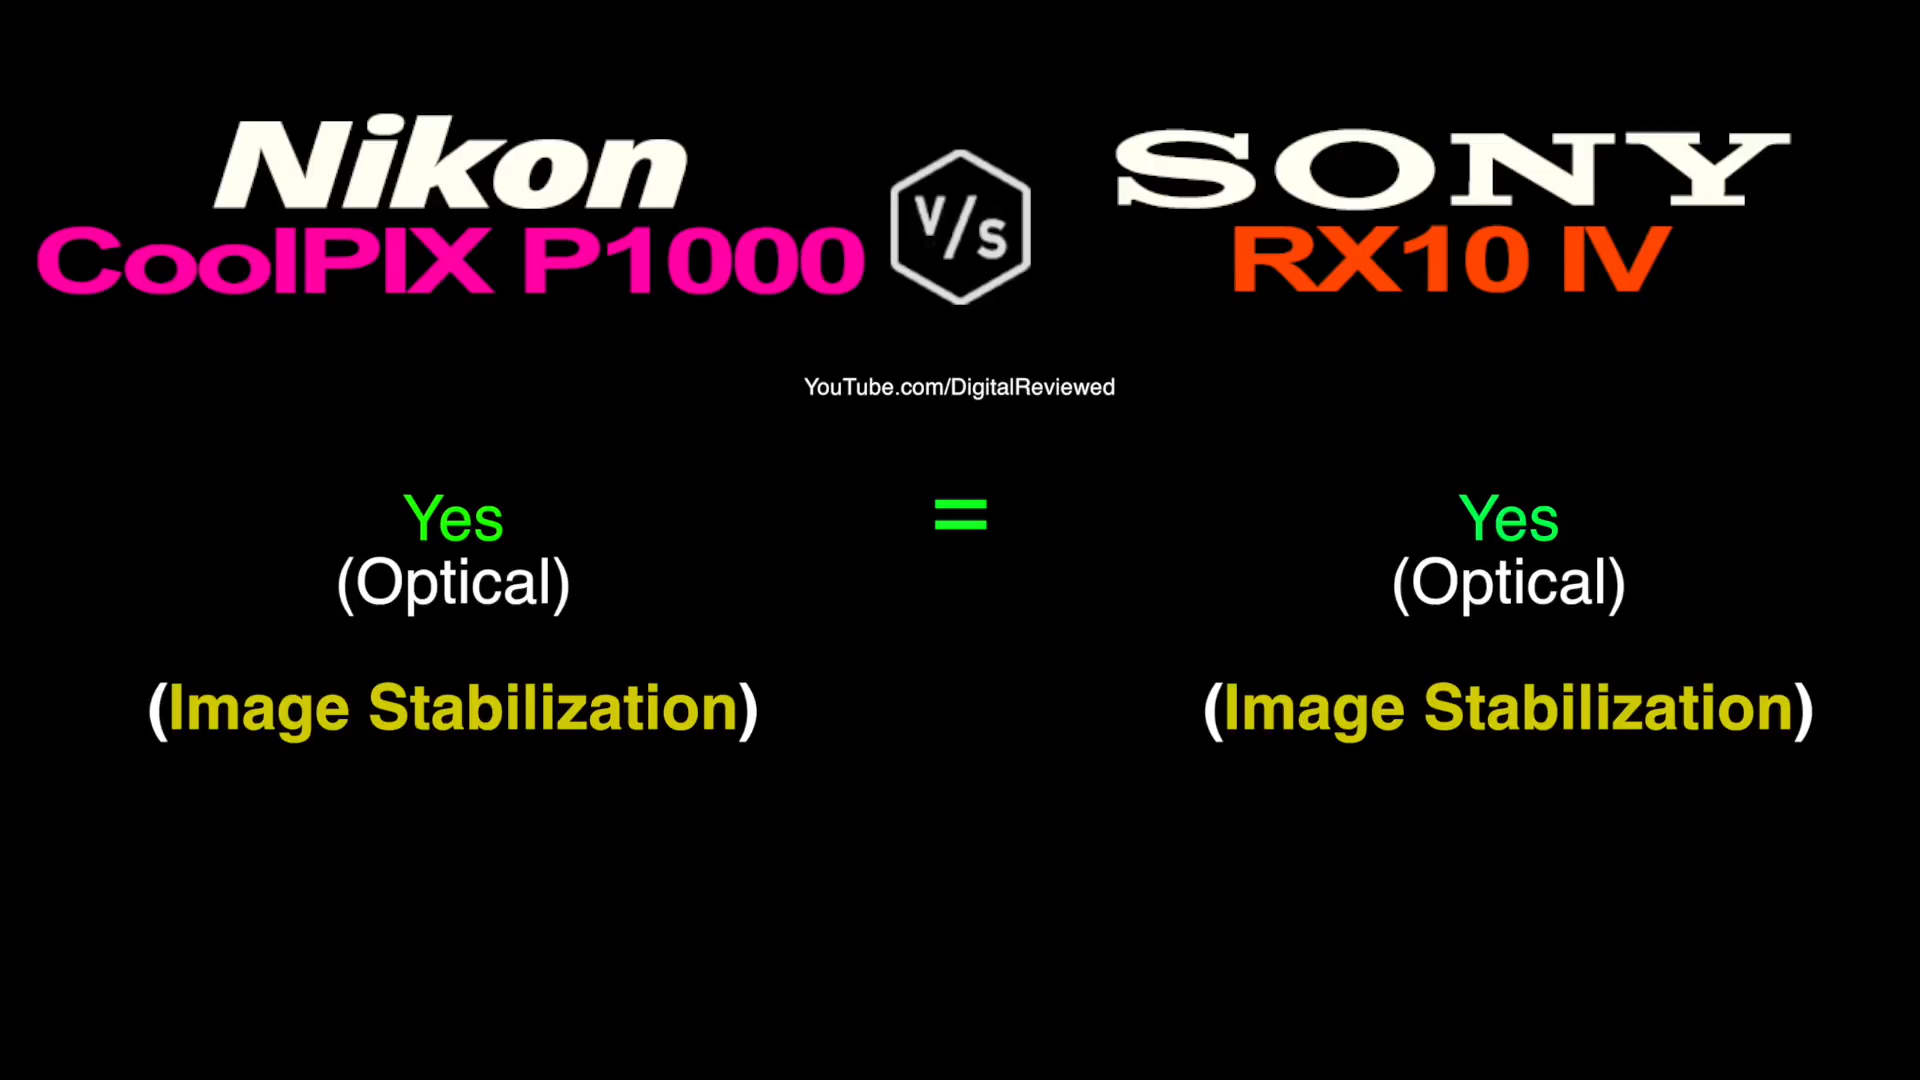 Nikon
CoolPIX P1000
V/S
SONY
RX10 IV
YouTube.com/DigitalReviewed
Yes
(Optical)
(Image Stabilization)
=
Yes
(Optical)
(Image Stabilization)